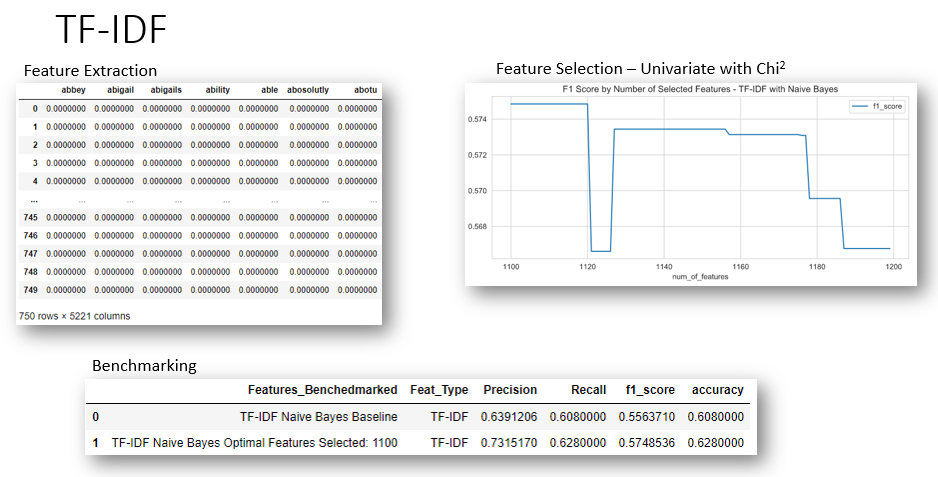 TF-IDF
Feature Extraction
abbey abigail abigails ability able abosolutly abotu
0 0.0000000 0.0000000 0.0000000 0.0000000 0.0000000 0.0000000 0.0000000
1 0.0000000 0.0000000 0.0000000 0.0000000 0.0000000 0.0000000 0.0000000
2 0.0000000 0.0000000 0.0000000 0.0000000 0.0000000 0.0000000 0.0000000
3 0.0000000 0.0000000 0.0000000 0.0000000 0.0000000 0.0000000 0.0000000
4 0.0000000 0.0000000 0.0000000 0.0000000 0.0000000 0.0000000 0.0000000
... ... ... ... ... ... ... ...
745 0.0000000 0.0000000 0.0000000 0.0000000 0.0000000 0.0000000 0.0000000
746 0.0000000 0.0000000 0.0000000 0.0000000 0.0000000 0.0000000 0.0000000
747 0.0000000 0.0000000 0.0000000 0.0000000 0.0000000 0.0000000 0.0000000
748 0.0000000 0.0000000 0.0000000 0.0000000 0.0000000 0.0000000 0.0000000
749 0.0000000 0.0000000 0.0000000 0.0000000 0.0000000 0.0000000 0.0000000
750 rows × 5221 columns
Feature Selection – Univariate with Chi²
F1 Score by Number of Selected Features - TF-IDF with Naive Bayes
f1_score
0.574
0.572
0.570
0.568
1100 1120 1140 1160 1180 1200
num_of_features
Benchmarking
Features_Benchedmarked Feat_Type Precision Recall f1_score accuracy
0 TF-IDF Naive Bayes Baseline TF-IDF 0.6391206 0.6080000 0.5563710 0.6080000
1 TF-IDF Naive Bayes Optimal Features Selected: 1100 TF-IDF 0.7315170 0.6280000 0.5748536 0.6280000